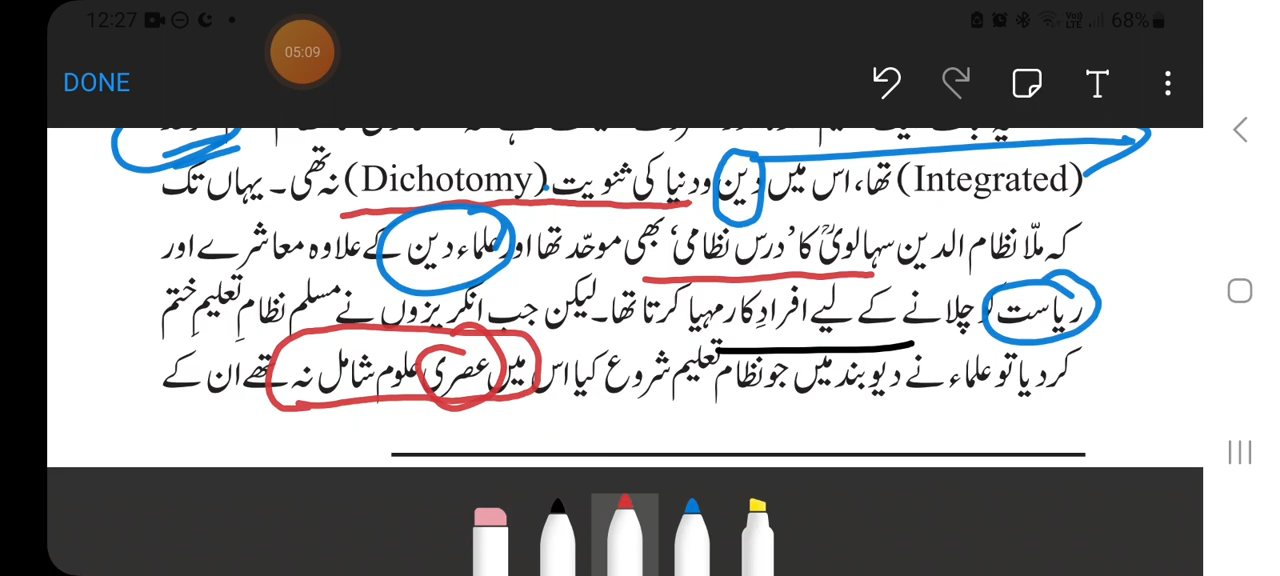 12:27 68%
05:09
DONE T
(Integrated) تھا، اس میں دین ودنیا کی ثنویت (Dichotomy) نہ تھی۔ یہاں تک
کہ ملّا نظام الدین سہالویؒ کا ’درس نظامی‘ بھی موحّد تھا اور علماء دین کے علاوہ معاشرے اور
ریاست کو چلانے کے لیے افرادِ کار مہیا کرتا تھا۔ لیکن جب انگریزوں نے مسلم نظامِ تعلیم ختم
کر دیا تو علماء نے دیوبند میں جو نظام تعلیم شروع کیا اس میں عصری علوم شامل نہ تھے ان کے